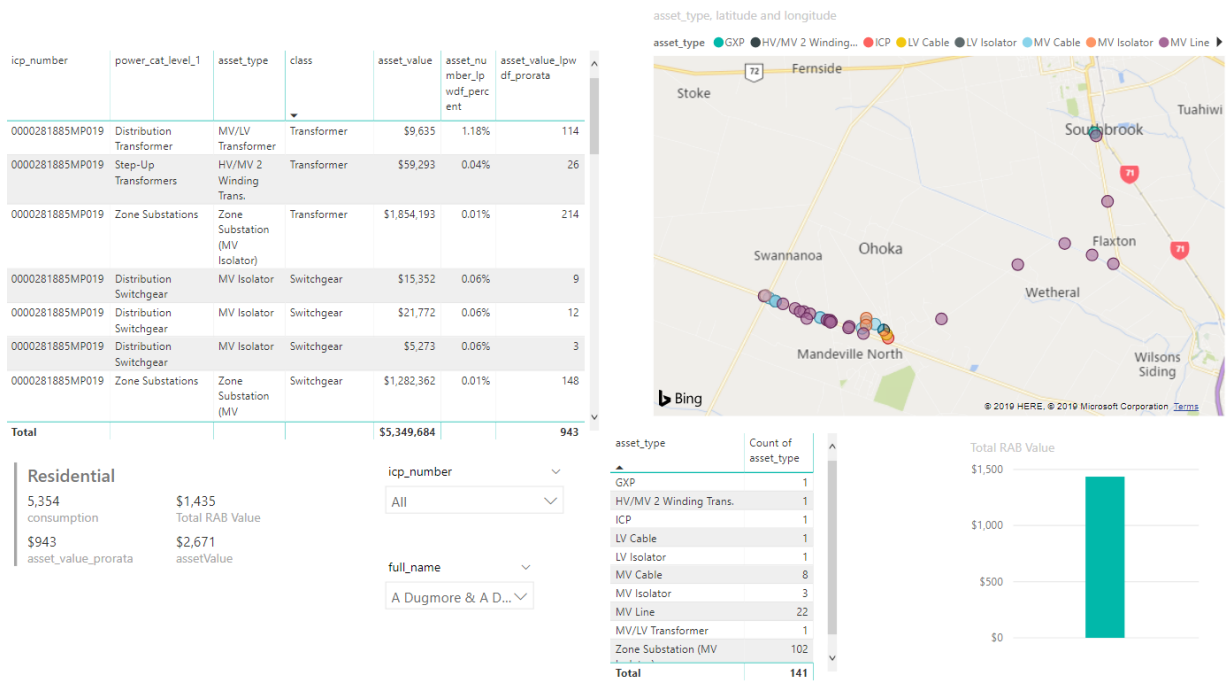 asset_type, latitude and longitude
asset_type GXP HV/MV 2 Winding... ICP LV Cable LV Isolator MV Cable MV Isolator MV Line
72
Fernside
Stoke
Tuahiwi
Southbrook
71
Flaxton
71
Swannanoa
Ohoka
Wetheral
Mandeville North
Wilsons
Siding
Bing
© 2019 HERE, © 2019 Microsoft Corporation Terms
icp_number power_cat_level_1 asset_type class asset_value asset_nu asset_value_lpw
mber_lp df_prorata
wdf_perc
ent
0000281885MP019 Distribution MV/LV Transformer $9,635 1.18% 114
Transformer Transformer
0000281885MP019 Step-Up HV/MV 2 Transformer $59,293 0.04% 26
Transformers Winding
Trans.
0000281885MP019 Zone Substations Zone Transformer $1,854,193 0.01% 214
Substation
(MV
Isolator)
0000281885MP019 Distribution MV Isolator Switchgear $15,352 0.06% 9
Switchgear
0000281885MP019 Distribution MV Isolator Switchgear $21,772 0.06% 12
Switchgear
0000281885MP019 Distribution MV Isolator Switchgear $5,273 0.06% 3
Switchgear
0000281885MP019 Zone Substations Zone Switchgear $1,282,362 0.01% 148
Substation
(MV
Total $5,349,684 943
Residential
5,354 $1,435
consumption Total RAB Value
$943 $2,671
asset_value_prorata assetValue
icp_number
All
full_name
A Dugmore & A D...
asset_type Count of
asset_type
GXP 1
HV/MV 2 Winding Trans. 1
ICP 1
LV Cable 1
LV Isolator 1
MV Cable 8
MV Isolator 3
MV Line 22
MV/LV Transformer 1
Zone Substation (MV 102
Total 141
Total RAB Value
$1,500
$1,000
$500
$0